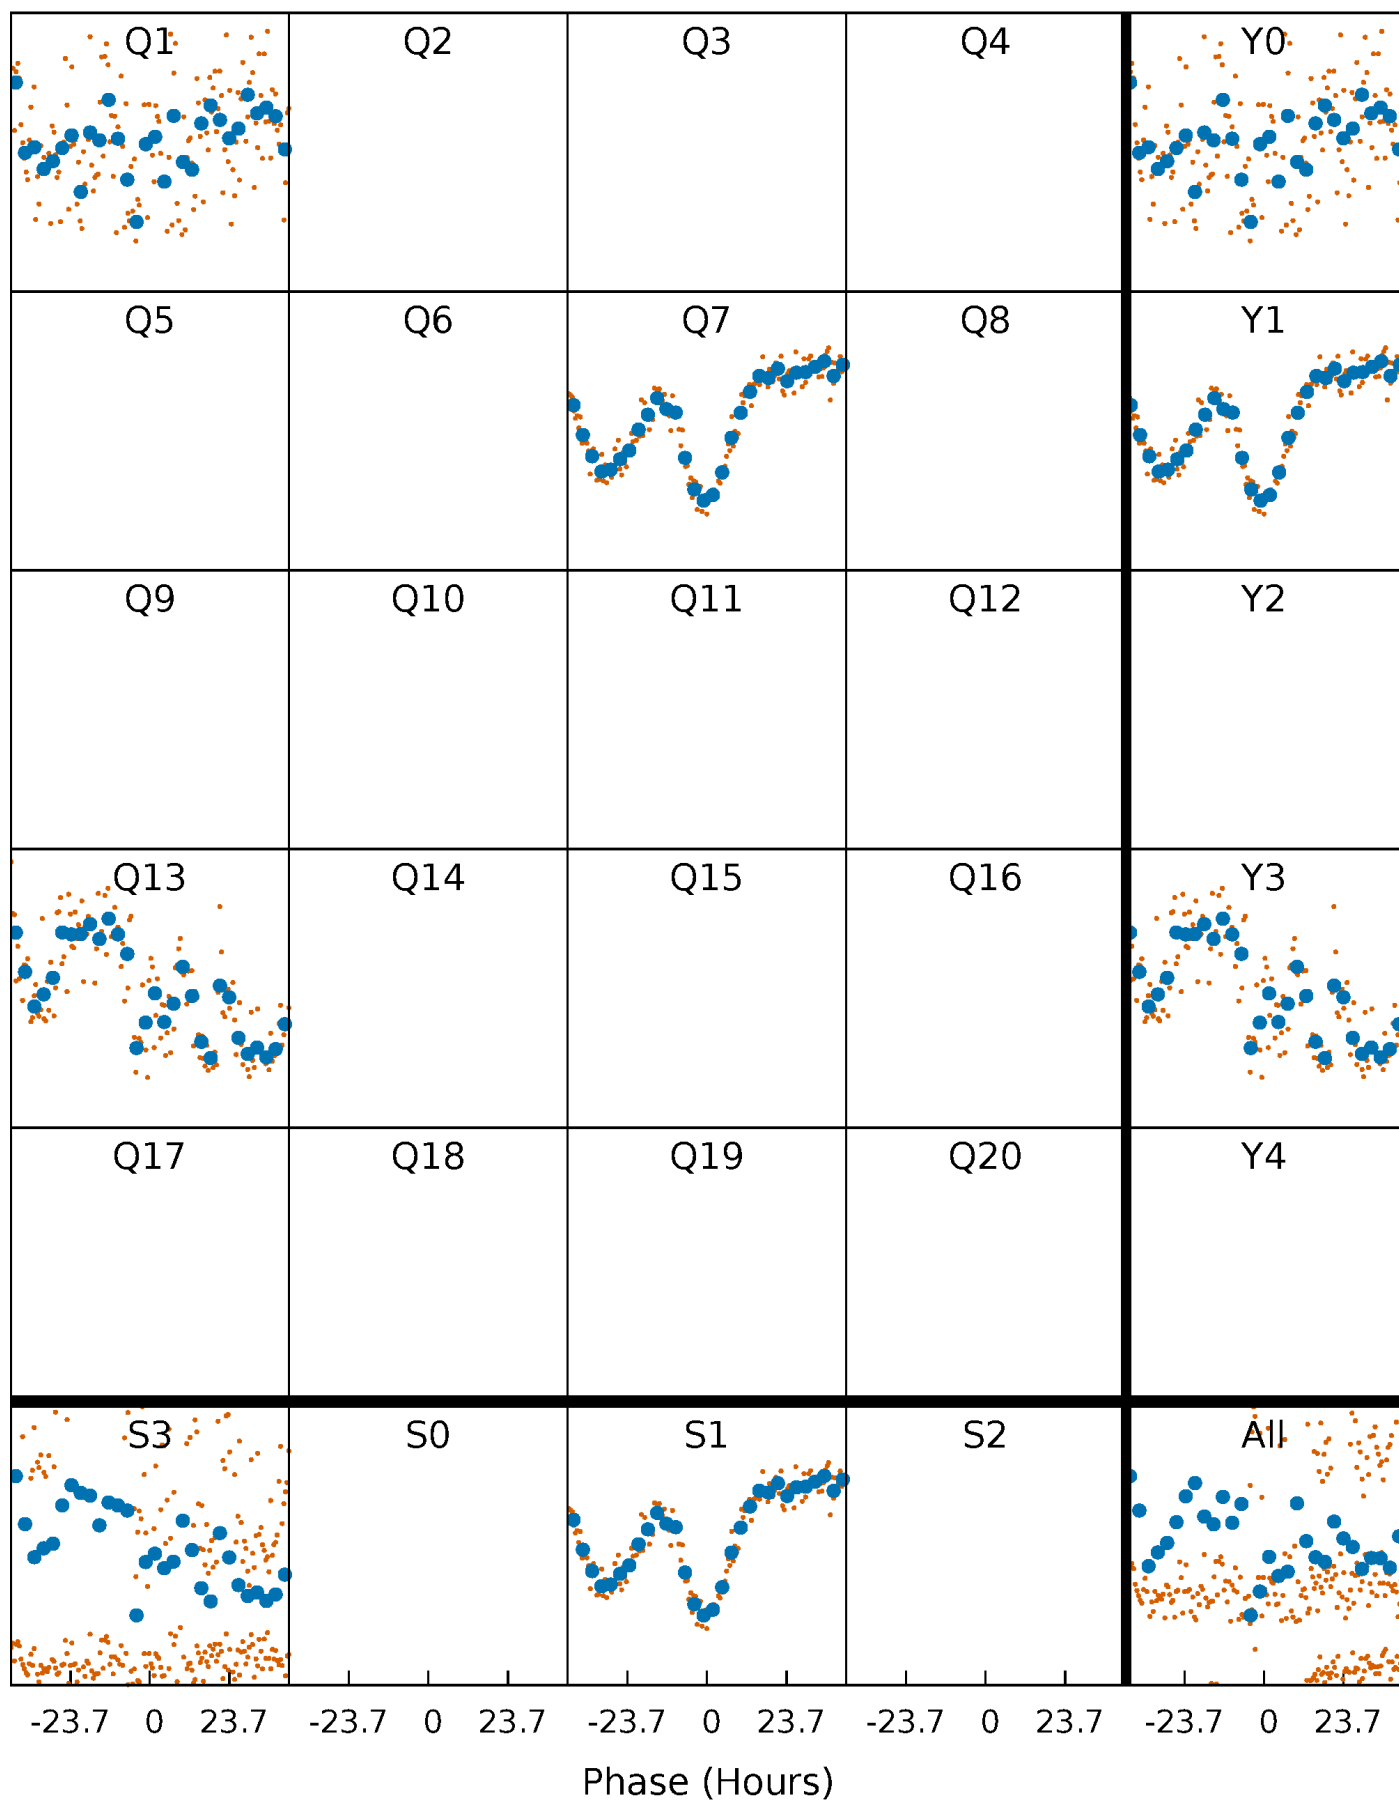 Q1 Q2 Q3 Q4 Y0
Q5 Q6 Q7 Q8 Y1
Q9 Q10 Q11 Q12 Y2
Q13 Q14 Q15 Q16 Y3
Q17 Q18 Q19 Q20 Y4
S3 S0 S1 S2 All
-23.7 0 23.7 -23.7 0 23.7 -23.7 0 23.7 -23.7 0 23.7 -23.7 0 23.7
Phase (Hours)